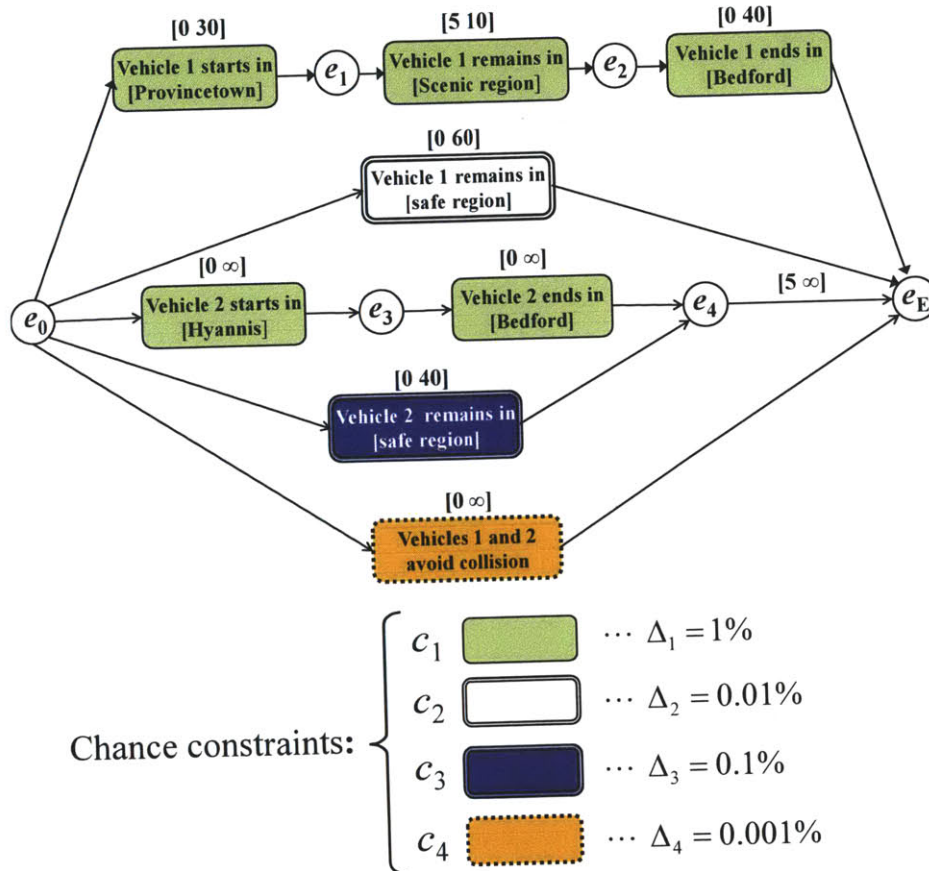 [0 30]
[5 10]
[0 40]
Vehicle 1 starts in
[Provincetown]
e1
Vehicle 1 remains in
[Scenic region]
e2
Vehicle 1 ends in
[Bedford]
[0 60]
Vehicle 1 remains in
[safe region]
[0 ∞]
[0 ∞]
[5 ∞]
e0
Vehicle 2 starts in
[Hyannis]
e3
Vehicle 2 ends in
[Bedford]
e4
eE
[0 40]
Vehicle 2 remains in
[safe region]
[0 ∞]
Vehicles 1 and 2
avoid collision
Chance constraints:
c1 ··· Δ1 = 1%
c2 ··· Δ2 = 0.01%
c3 ··· Δ3 = 0.1%
c4 ··· Δ4 = 0.001%